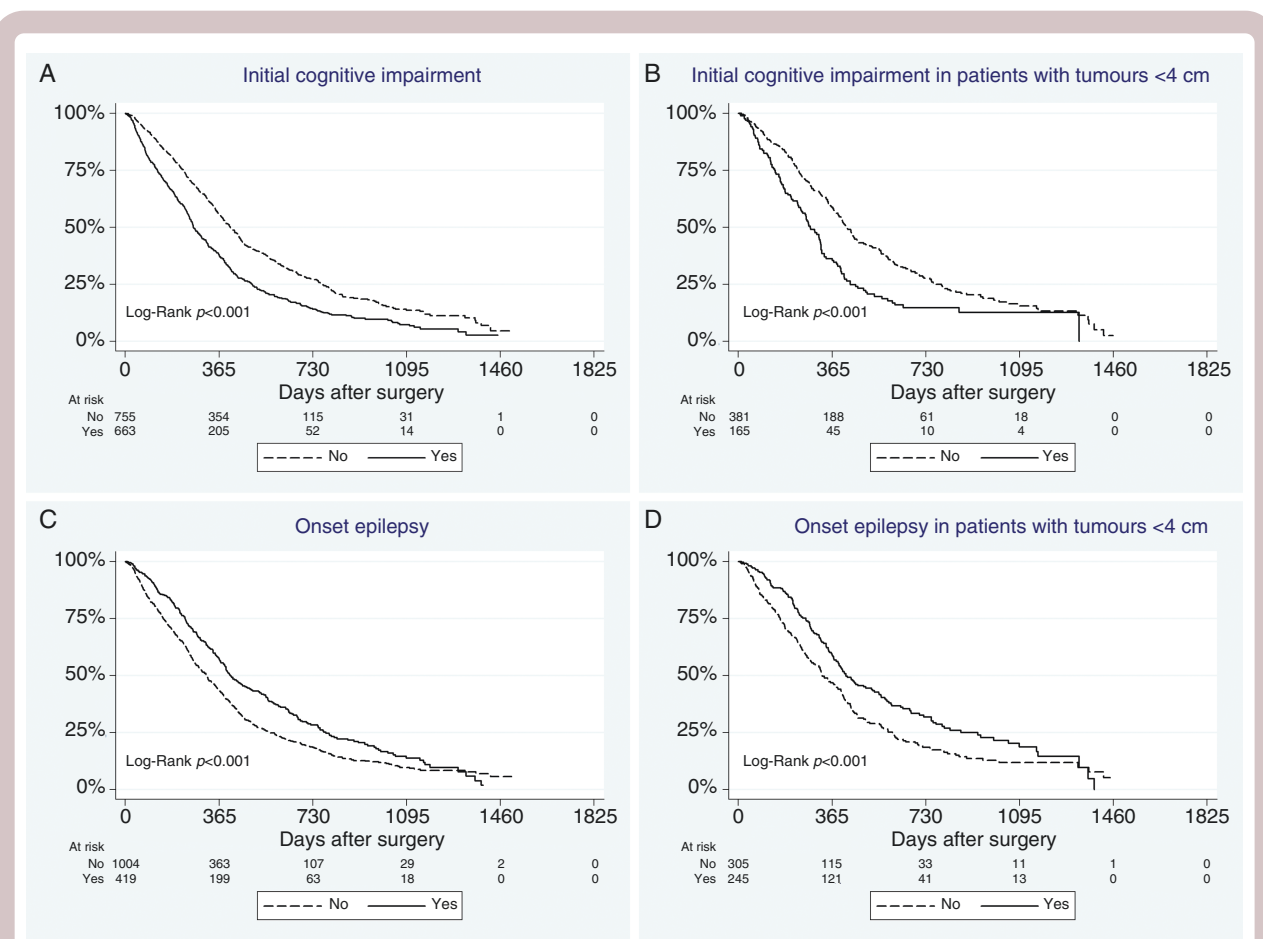 A
Initial cognitive impairment
100%
75%
50%
25%
0%
Log-Rank p<0.001
0 365 730 1095 1460 1825
Days after surgery
At risk
No 755 354 115 31 1 0
Yes 663 205 52 14 0 0
No Yes
B
Initial cognitive impairment in patients with tumours <4 cm
100%
75%
50%
25%
0%
Log-Rank p<0.001
0 365 730 1095 1460 1825
Days after surgery
At risk
No 381 188 61 18 0 0
Yes 165 45 10 4 0 0
No Yes
C
Onset epilepsy
100%
75%
50%
25%
0%
Log-Rank p<0.001
0 365 730 1095 1460 1825
Days after surgery
At risk
No 1004 363 107 29 2 0
Yes 419 199 63 18 0 0
No Yes
D
Onset epilepsy in patients with tumours <4 cm
100%
75%
50%
25%
0%
Log-Rank p<0.001
0 365 730 1095 1460 1825
Days after surgery
At risk
No 305 115 33 11 1 0
Yes 245 121 41 13 0 0
No Yes